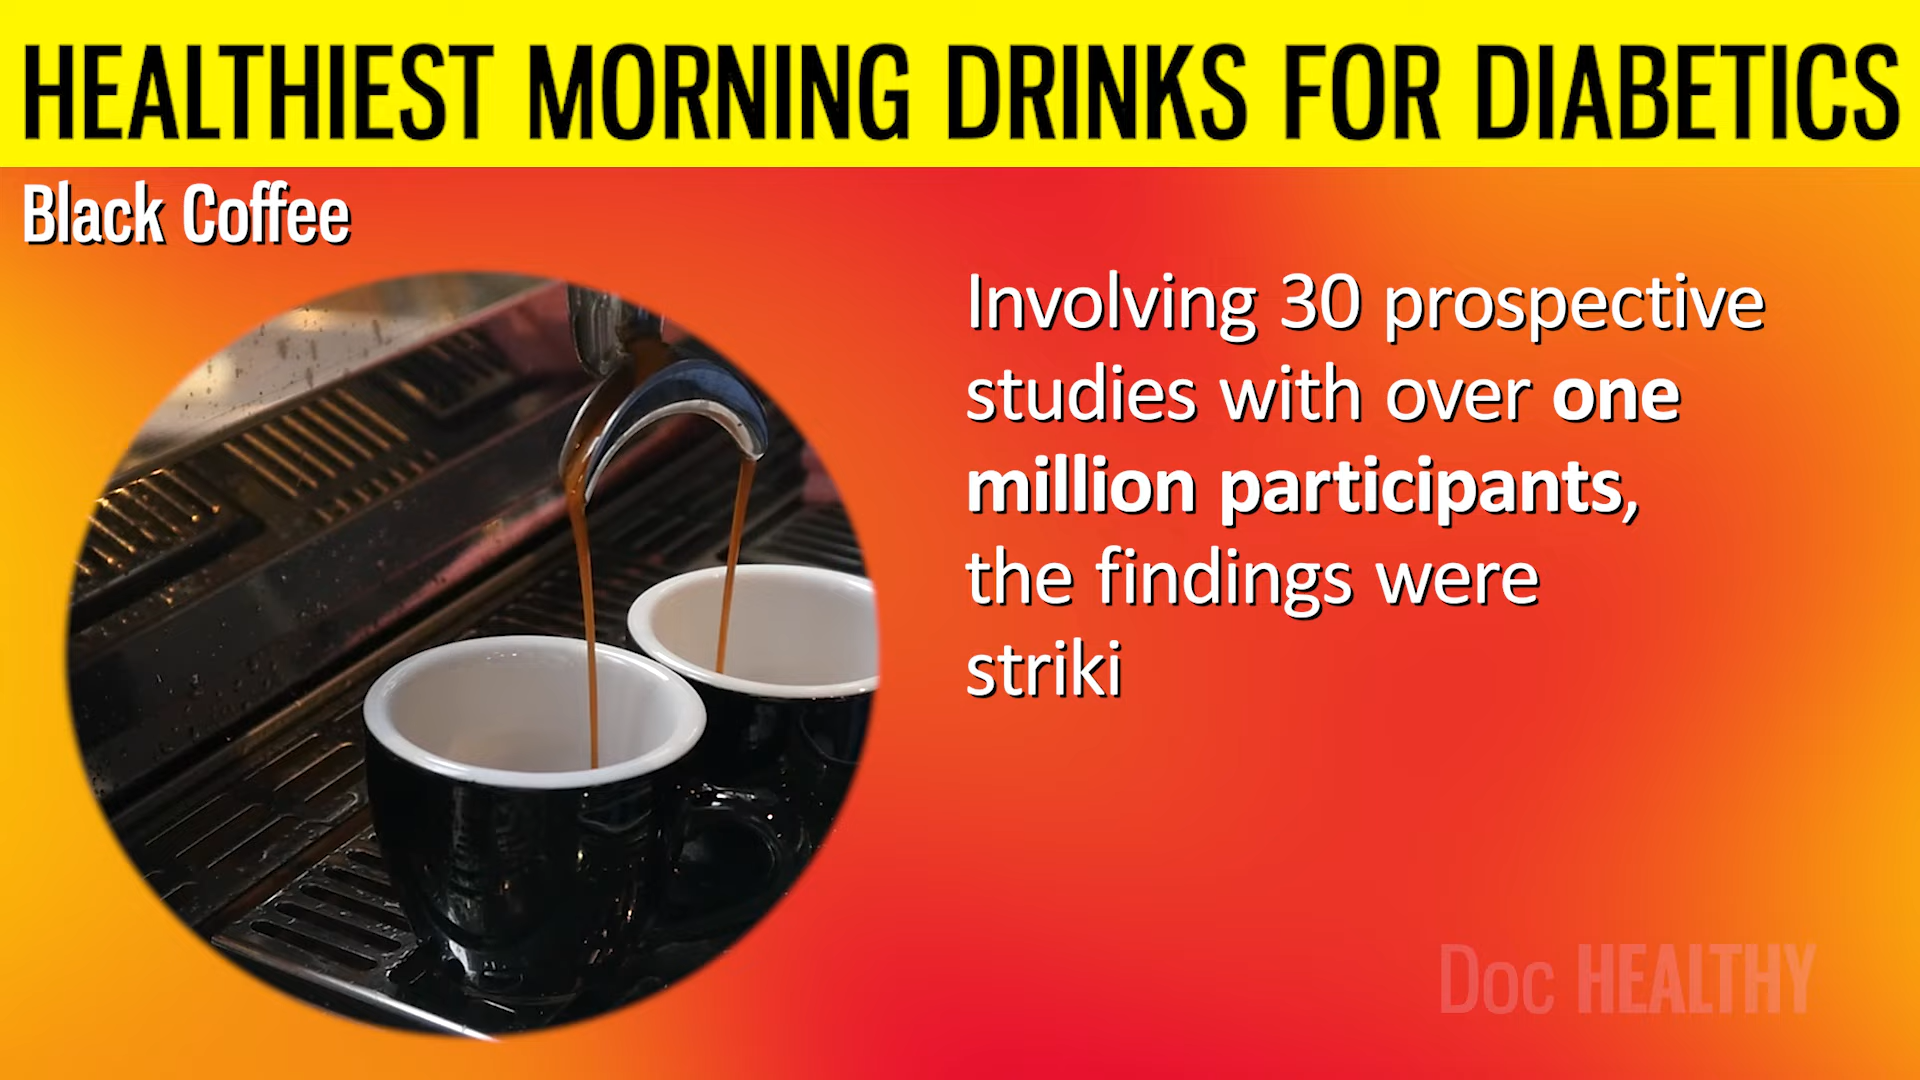 HEALTHIEST MORNING DRINKS FOR DIABETICS
Black Coffee
Involving 30 prospective
studies with over one
million participants,
the findings were
striki
Doc HEALTHY